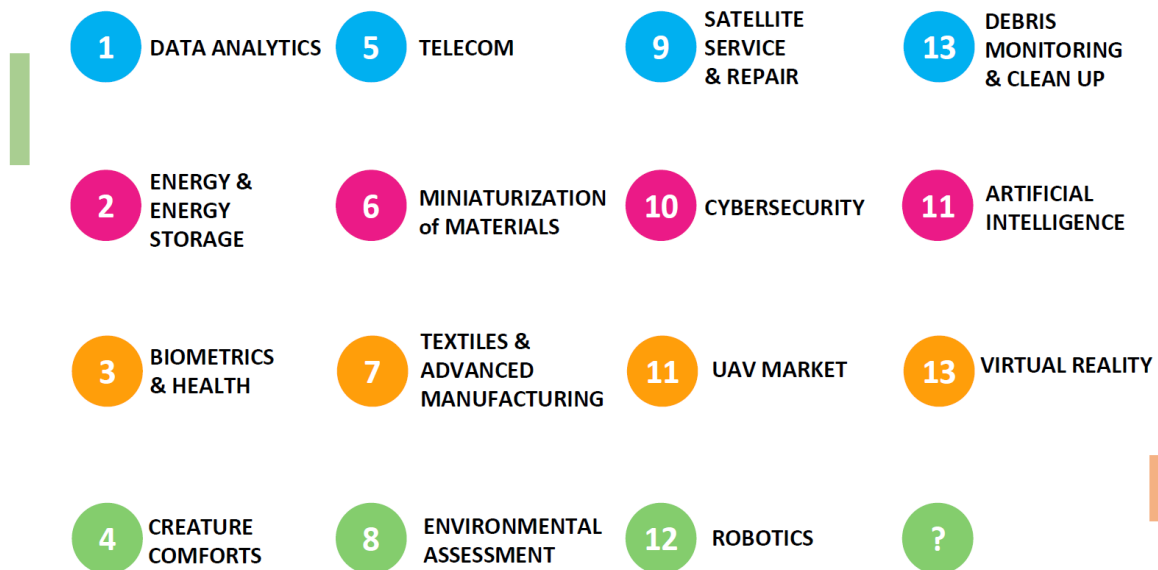 1
DATA ANALYTICS
2
ENERGY &
ENERGY
STORAGE
3
BIOMETRICS
& HEALTH
4
CREATURE
COMFORTS
5
TELECOM
6
MINIATURIZATION
of MATERIALS
7
TEXTILES &
ADVANCED
MANUFACTURING
8
ENVIRONMENTAL
ASSESSMENT
9
SATELLITE
SERVICE
& REPAIR
10
CYBERSECURITY
11
UAV MARKET
12
ROBOTICS
13
DEBRIS
MONITORING
& CLEAN UP
11
ARTIFICIAL
INTELLIGENCE
13
VIRTUAL REALITY
?